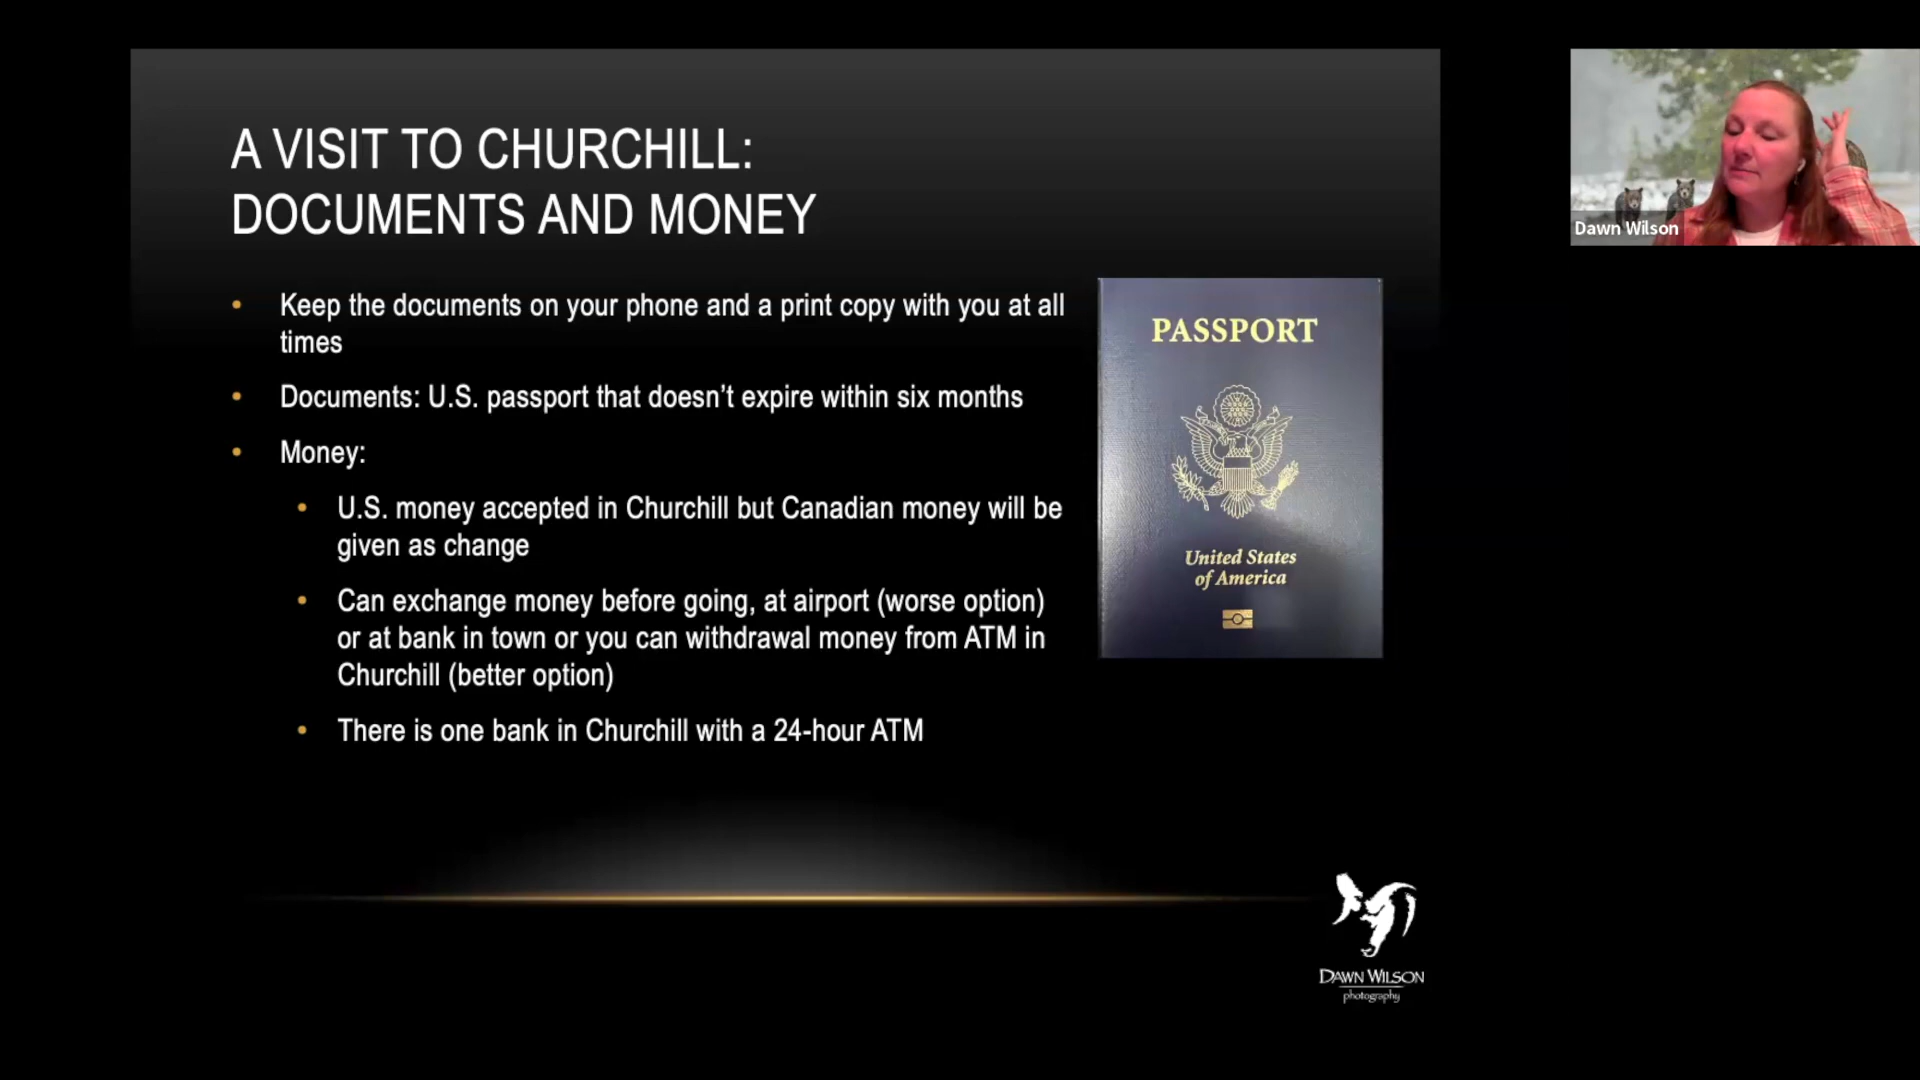 A VISIT TO CHURCHILL:
DOCUMENTS AND MONEY
Keep the documents on your phone and a print copy with you at all
times
Documents: U.S. passport that doesn't expire within six months
Money:
U.S. money accepted in Churchill but Canadian money will be
given as change
Can exchange money before going, at airport (worse option)
or at bank in town or you can withdrawal money from ATM in
Churchill (better option)
There is one bank in Churchill with a 24-hour ATM
PASSPORT
United States
of America
Dawn Wilson
DAWN WILSON
photography